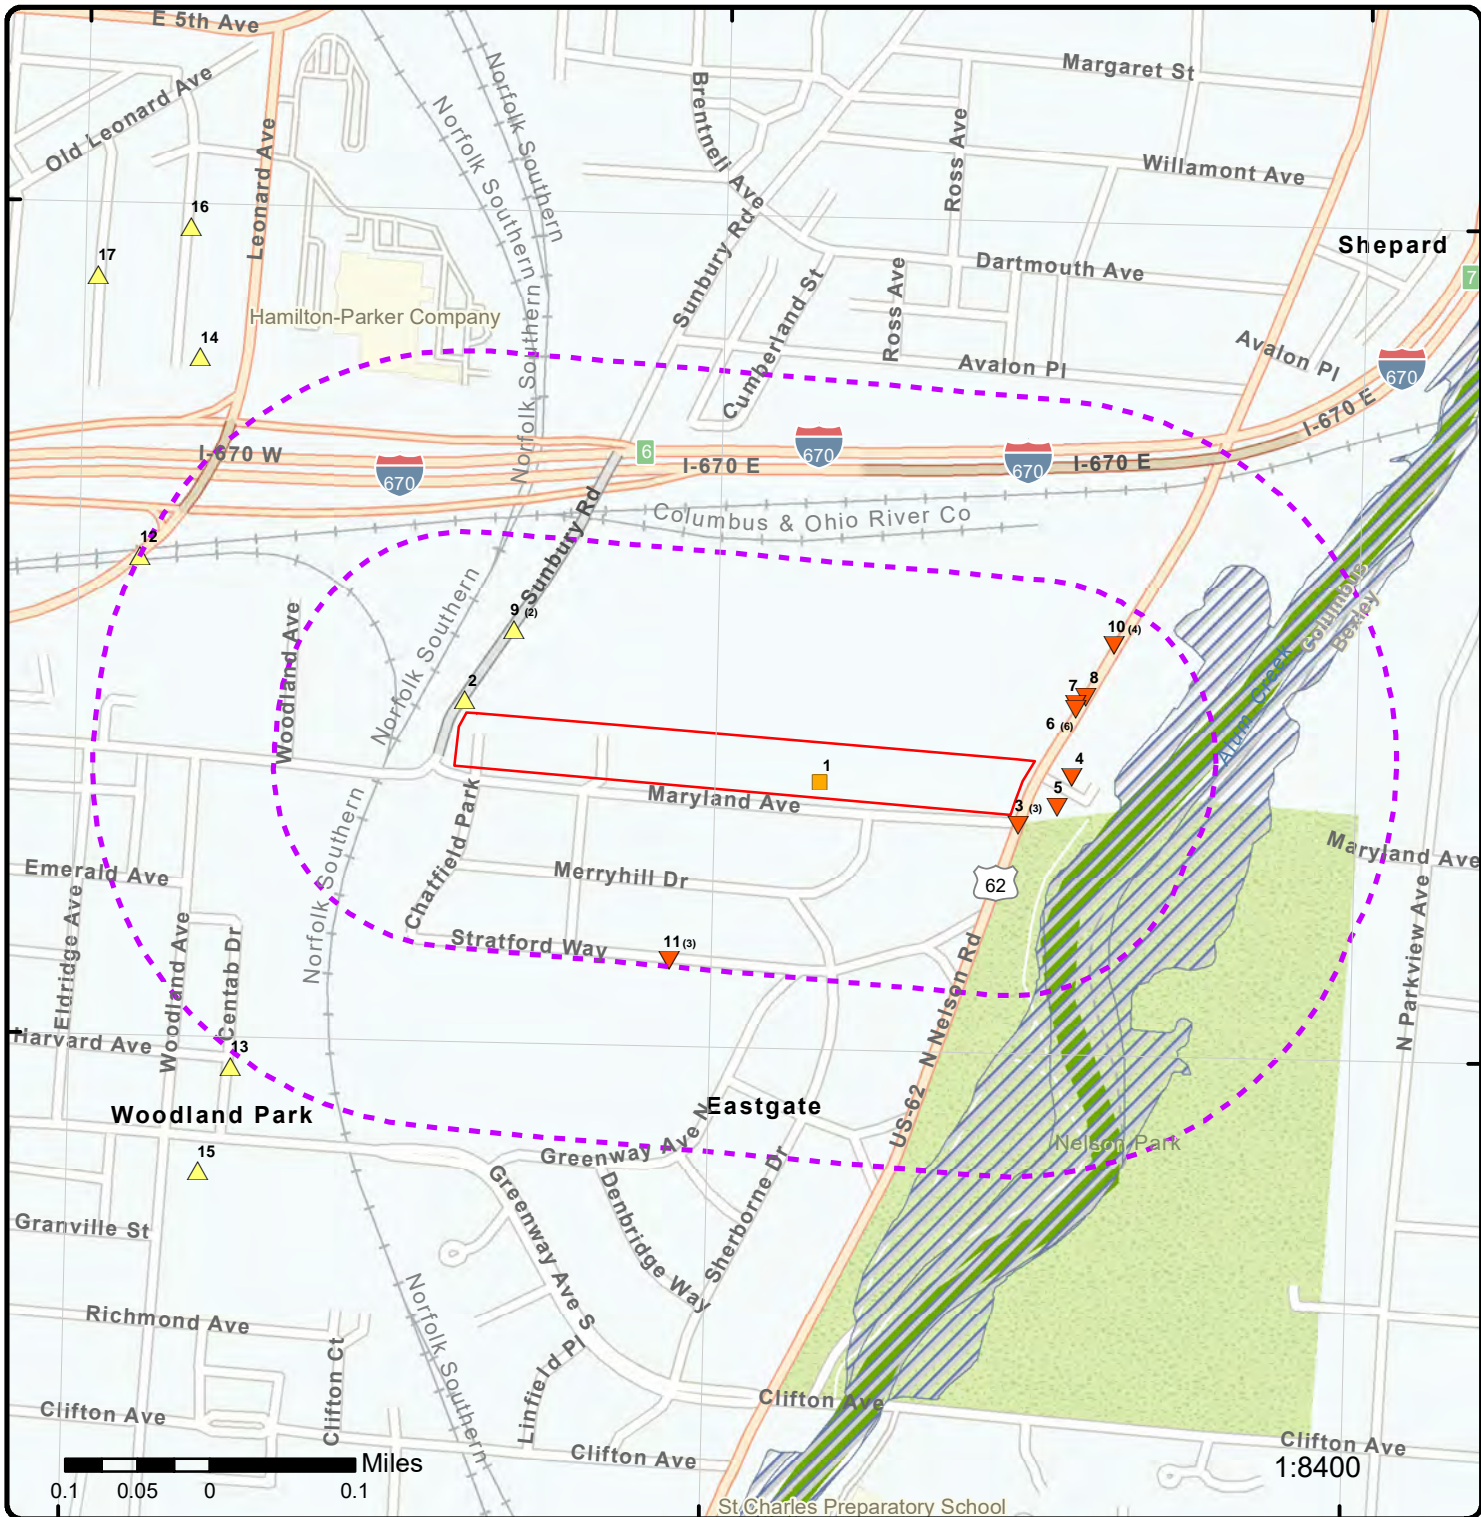 E 5th Ave
Norfolk Southern
Norfolk Southern
Margaret St
Old Leonard Ave
Brentnell Ave
Ross Ave
Willamont Ave
Leonard Ave
16
17
Sunbury Rd
Shepard
Dartmouth Ave
7
Hamilton-Parker Company
Norfolk Southern
Cumberland St
Ross Ave
14
Avalon Pl
Avalon Pl
670
I-670 E
I-670 W
670
6
I-670 E
670
670
I-670 E
Norfolk Southern
Columbus & Ohio River Co
12
Sunbury Rd
Columbus
Bexley
9 (2)
10 (4)
Woodland Ave
Norfolk Southern
Alum Creek
2
7
8
6 (6)
1
4
5
3 (3)
Maryland Ave
Chatfield Park
Norfolk Southern
Maryland Ave
Emerald Ave
Merryhill Dr
62
Eldridge Ave
Woodland Ave
Centab Dr
Stratford Way
11 (3)
N Nelson Rd
N Parkview Ave
Harvard Ave
13
Woodland Park
Eastgate
US-62
Nelson Park
15
Greenway Ave N
Granville St
Greenway Ave S
Denbridge Way
Sherborne Dr
Richmond Ave
Clifton Ct
Norfolk Southern
Linfield Pl
Clifton Ave
Clifton Ave
Clifton Ave
Clifton Ave
Miles
1:8400
0.1 0.05 0 0.1
St Charles Preparatory School